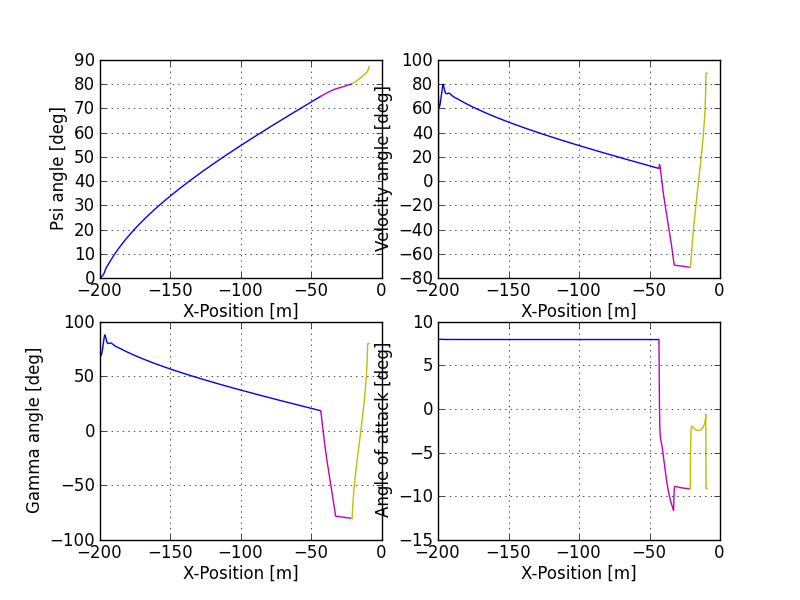 90
80
70
60
50
40
30
20
10
0
Psi angle [deg]
−200 −150 −100 −50 0
X-Position [m]
100
80
60
40
20
0
−20
−40
−60
−80
Velocity angle [deg]
−200 −150 −100 −50 0
X-Position [m]
100
50
0
−50
−100
Gamma angle [deg]
−200 −150 −100 −50 0
X-Position [m]
10
5
0
−5
−10
−15
Angle of attack [deg]
−200 −150 −100 −50 0
X-Position [m]